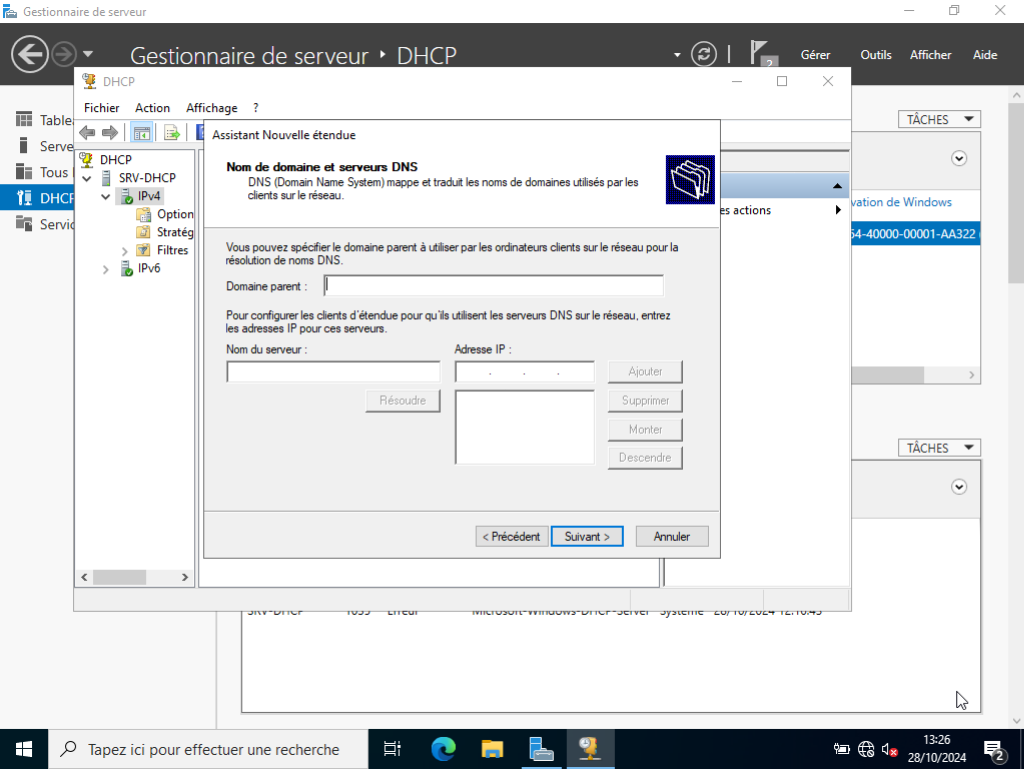 Gestionnaire de serveur
Gestionnaire de serveur
DHCP
2
Gérer
Outils
Afficher
Aide
DHCP
Fichier
Action
Affichage
?
Assistant Nouvelle étendue
TÂCHES
DHCP
SRV-DHCP
IPv4
Option
Stratég
Filtres
IPv6
Nom de domaine et serveurs DNS
DNS (Domain Name System) mappe et traduit les noms de domaines utilisés par les
clients sur le réseau.
Vous pouvez spécifier le domaine parent à utiliser par les ordinateurs clients sur le réseau pour la
résolution de noms DNS.
Domaine parent :
Pour configurer les clients d'étendue pour qu'ils utilisent les serveurs DNS sur le réseau, entrez
les adresses IP pour ces serveurs.
Nom du serveur :
Adresse IP :
. . .
Ajouter
Résoudre
Supprimer
Monter
Descendre
< Précédent
Suivant >
Annuler
es actions
vation de Windows
54-40000-00001-AA322
TÂCHES
Table
Serve
Tous
DHCP
Servic
SRV-DHCP
Erreur
Microsoft-Windows-DHCP-Server
Système
28/10/2024
Tapez ici pour effectuer une recherche
13:26
28/10/2024
2